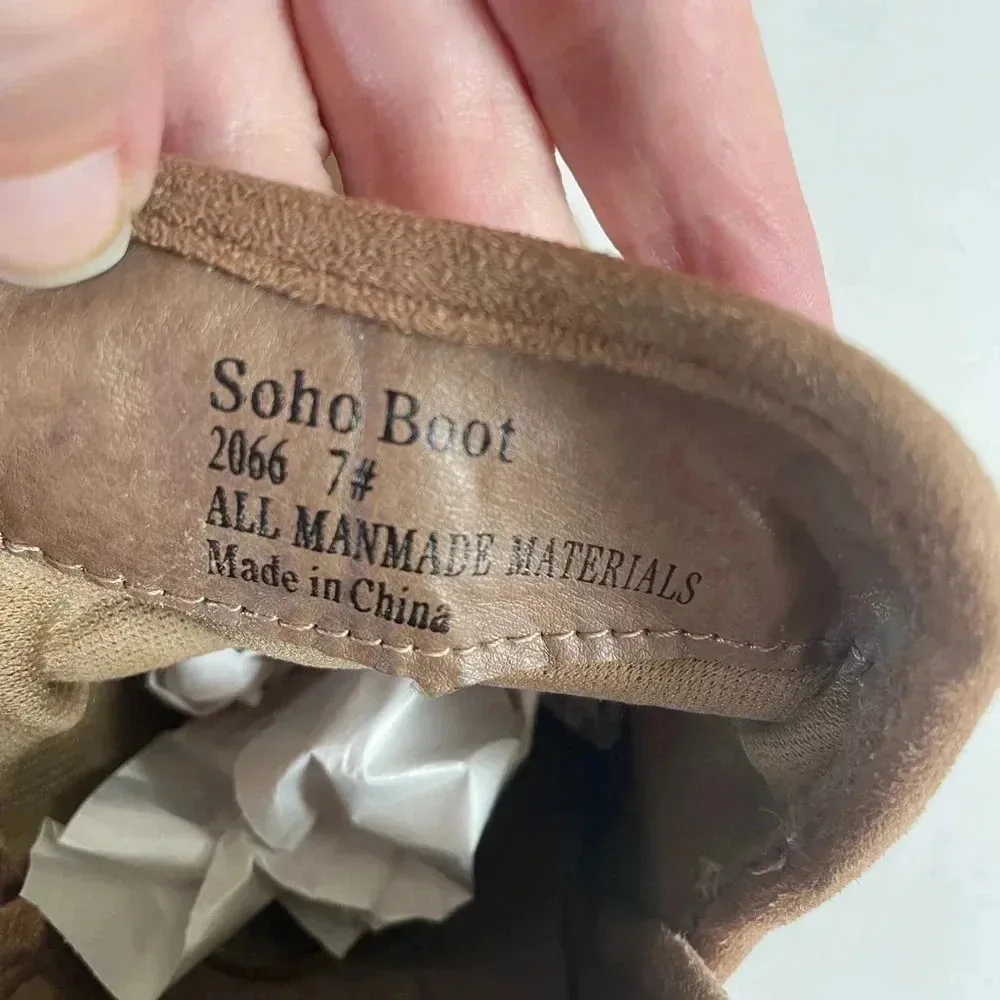 Soho Boot
2066 7#
ALL MANMADE MATERIALS
Made in China